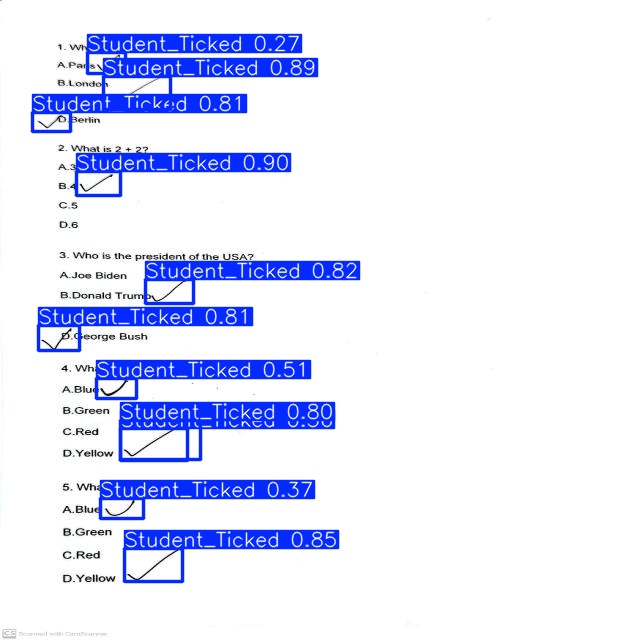 1. Wh Student_Ticked 0.27
A.Paris Student_Ticked 0.89
B.London
Student_Ticked 0.81
D.Berlin
2. What is 2 + 2?
A.3 Student_Ticked 0.90
B.4
C.5
D.6
3. Who is the president of the USA?
A.Joe Biden Student_Ticked 0.82
B.Donald Trump
Student_Ticked 0.81
D.George Bush
4. Wh Student_Ticked 0.51
A.Blue
B.Green Student_Ticked 0.80
C.Red
D.Yellow
5. Wha Student_Ticked 0.37
A.Blue
B.Green Student_Ticked 0.85
C.Red
D.Yellow
CS Scanned with CamScanner